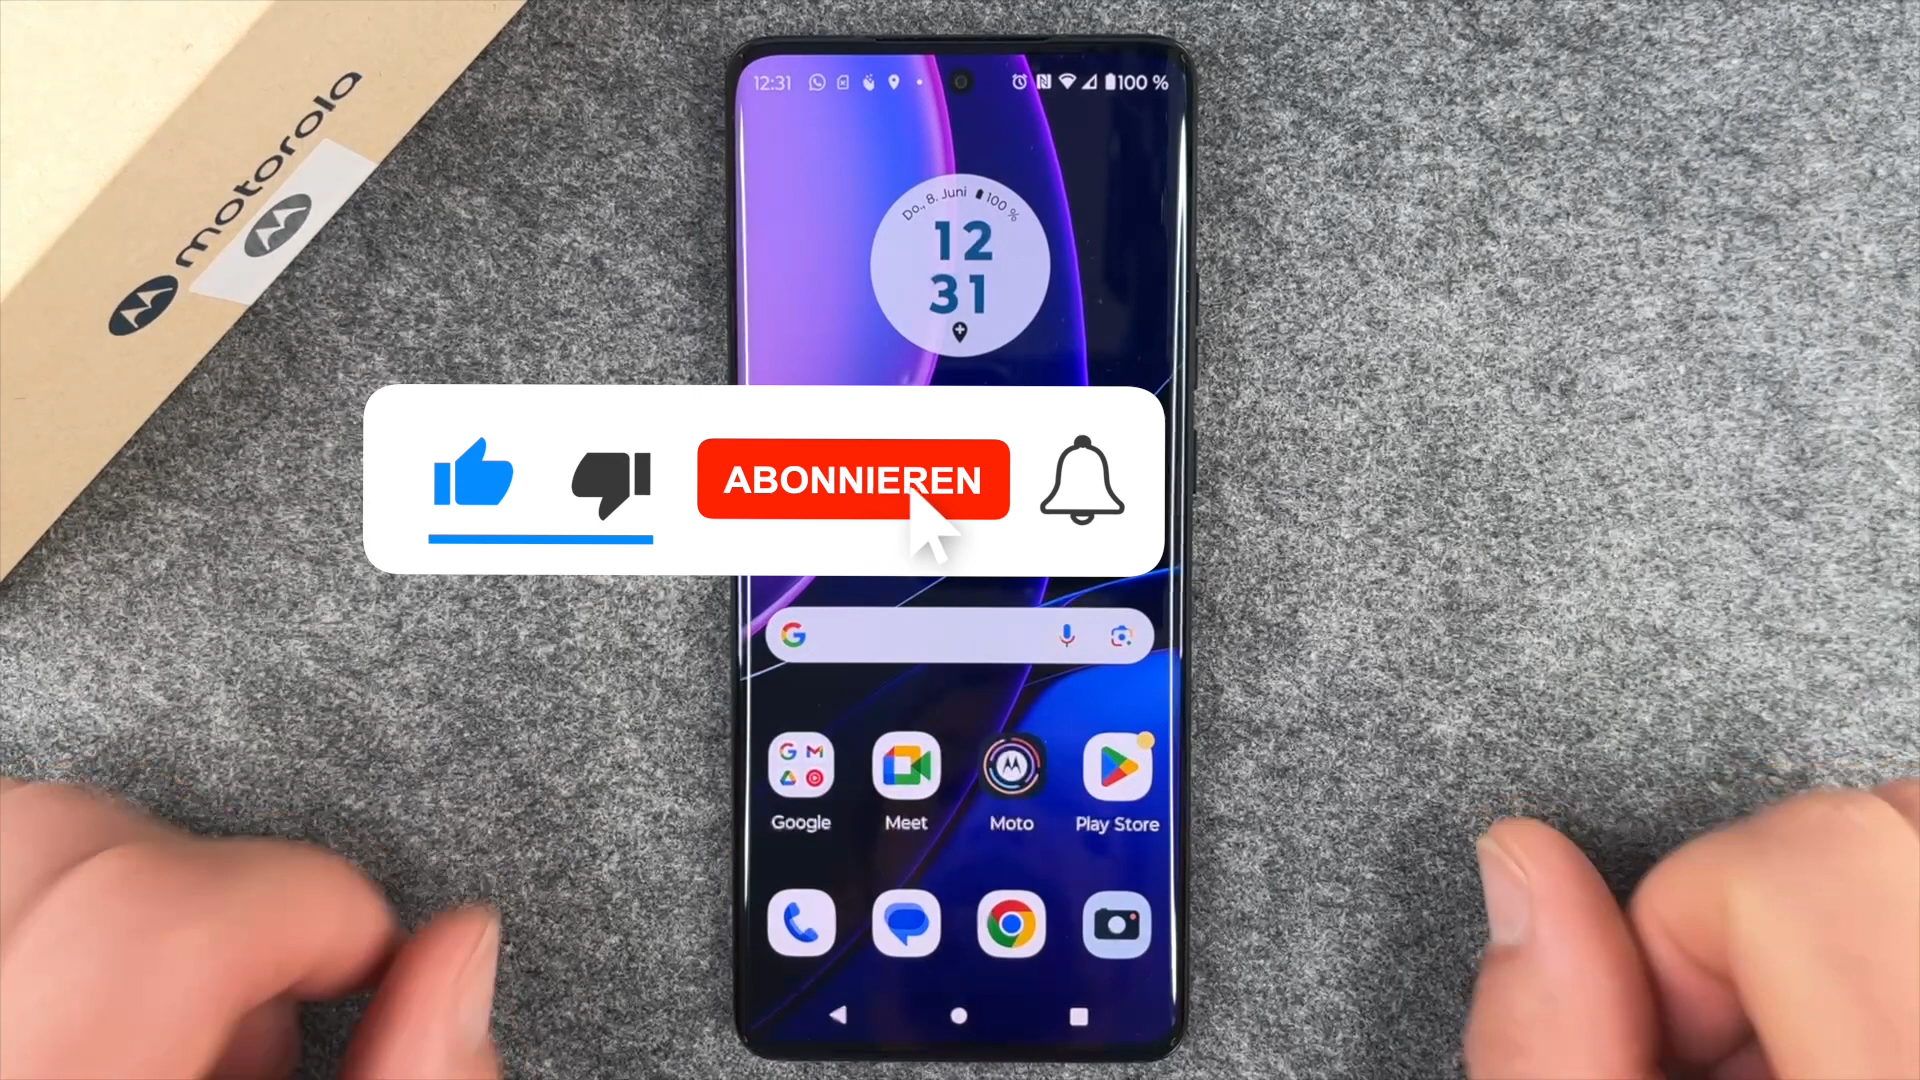 motorola
12:31
100 %
Do., 8. Juni 100 %
12
31
ABONNIEREN
Google
Meet
Moto
Play Store